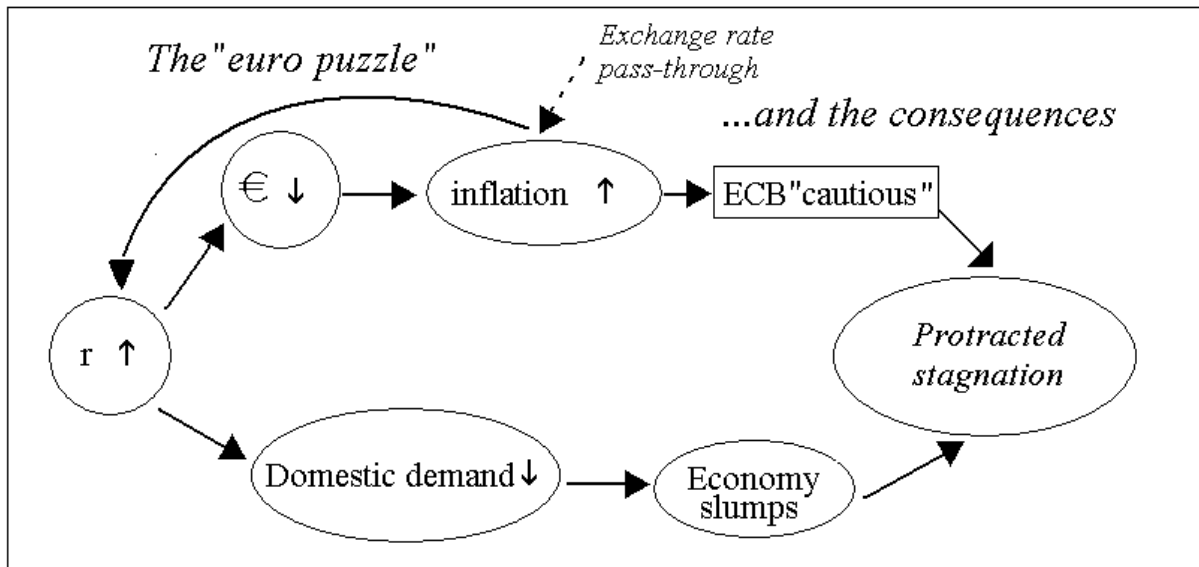 The"euro puzzle"
Exchange rate
pass-through
...and the consequences
€ ↓
inflation ↑
ECB"cautious"
r ↑
Protracted
stagnation
Domestic demand↓
Economy
slumps